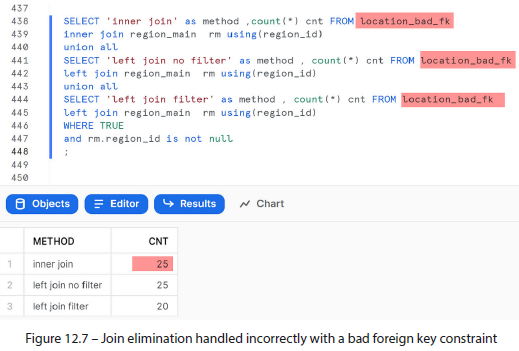 437
438 SELECT 'inner join' as method ,count(*) cnt FROM location_bad_fk
439 inner join region_main rm using(region_id)
440 union all
441 SELECT 'left join no filter' as method , count(*) cnt FROM location_bad_fk
442 left join region_main rm using(region_id)
443 union all
444 SELECT 'left join filter' as method , count(*) cnt FROM location_bad_fk
445 left join region_main rm using(region_id)
446 WHERE TRUE
447 and rm.region_id is not null
448 ;
449
450
Objects Editor Results Chart
METHOD CNT
1 inner join 25
2 left join no filter 25
3 left join filter 20
Figure 12.7 – Join elimination handled incorrectly with a bad foreign key constraint